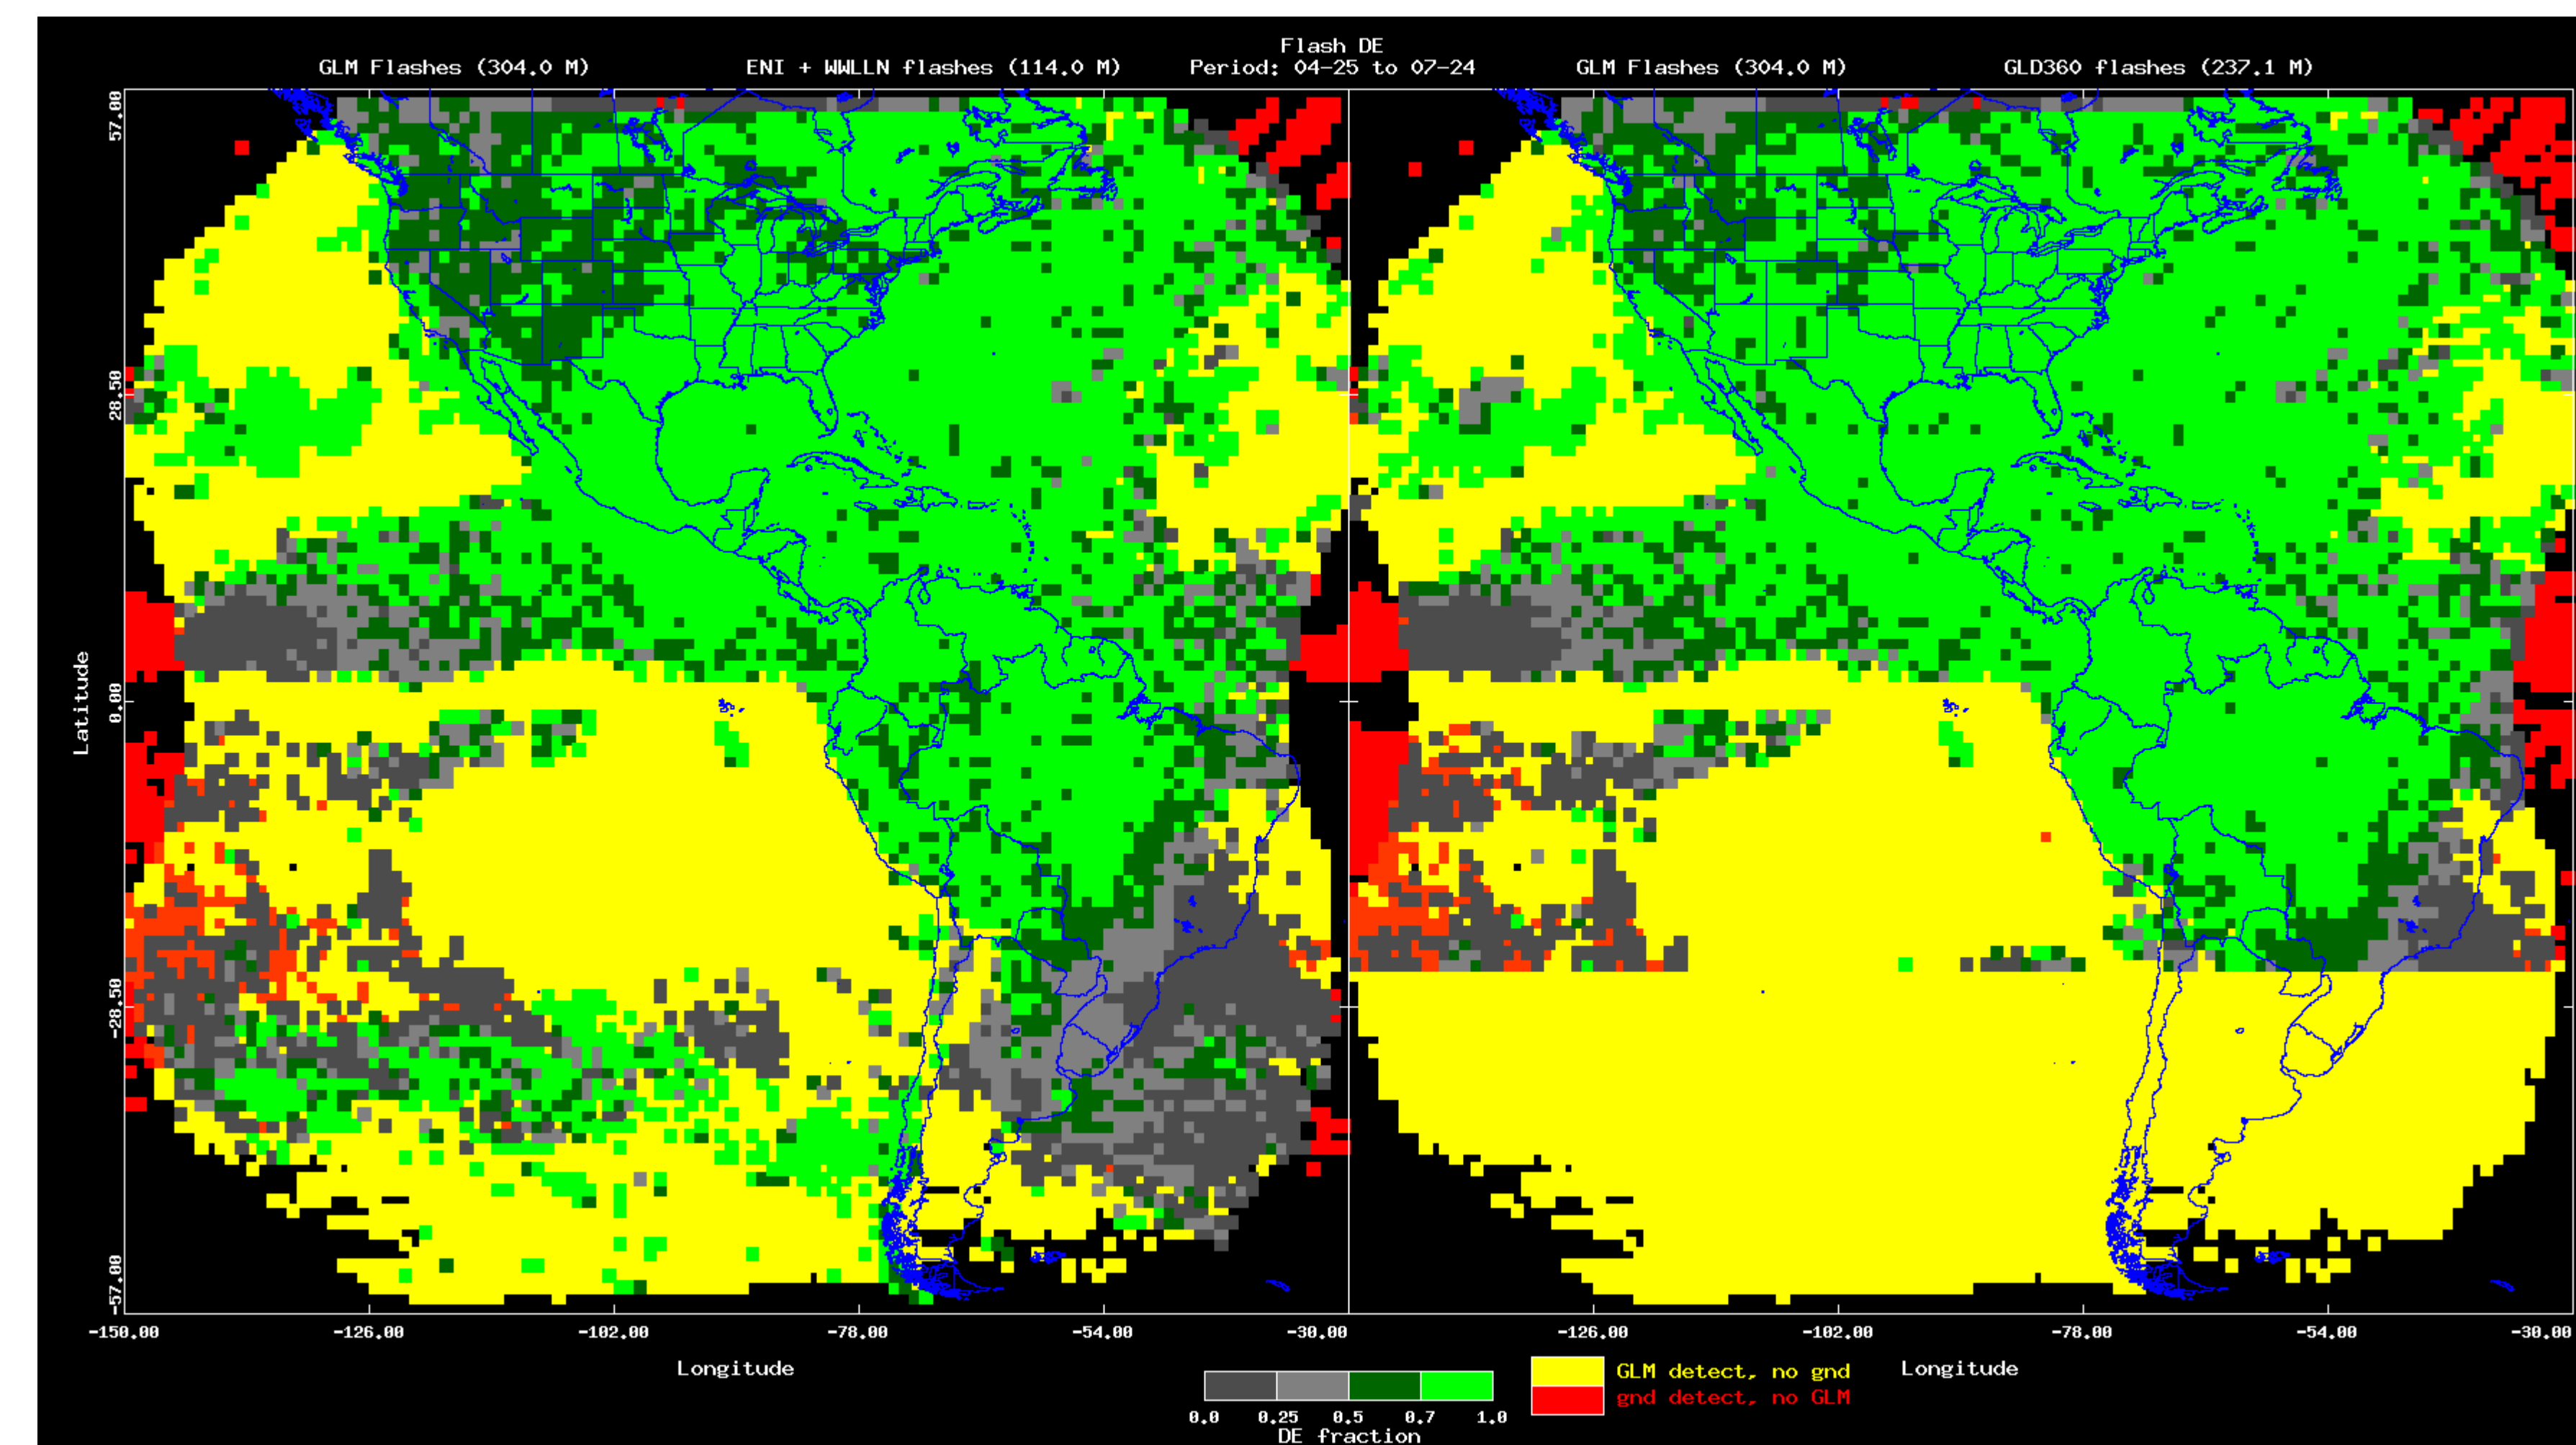 Flash DE
GLM Flashes (304.0 M) ENI + WWLLN flashes (114.0 M) Period: 04-25 to 07-24 GLM Flashes (304.0 M) GLD360 flashes (237.1 M)
57.00
28.50
0.00
-28.50
-57.00
Latitude
-150.00 -126.00 -102.00 -78.00 -54.00 -30.00 -126.00 -102.00 -78.00 -54.00 -30.00
Longitude
Longitude
GLM detect, no gnd
gnd detect, no GLM
0.0 0.25 0.5 0.7 1.0
DE fraction